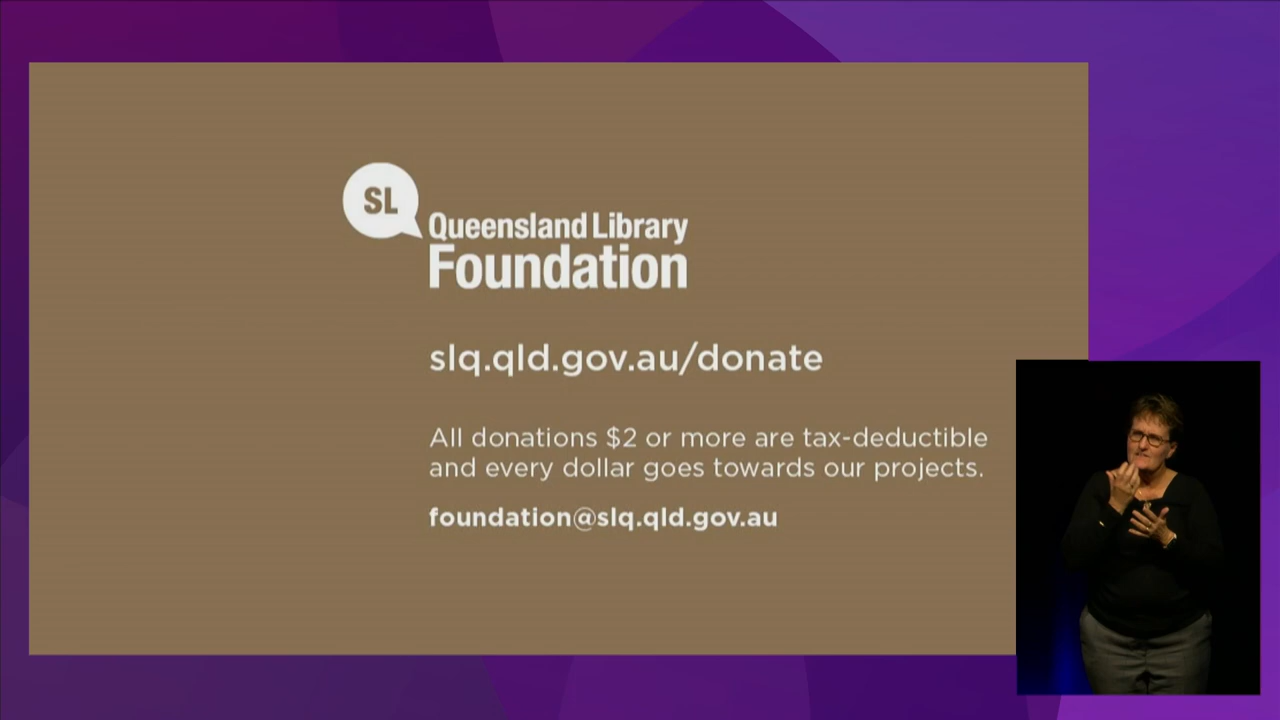 SL
Queensland Library
Foundation
slq.qld.gov.au/donate
All donations $2 or more are tax-deductible
and every dollar goes towards our projects.
foundation@slq.qld.gov.au